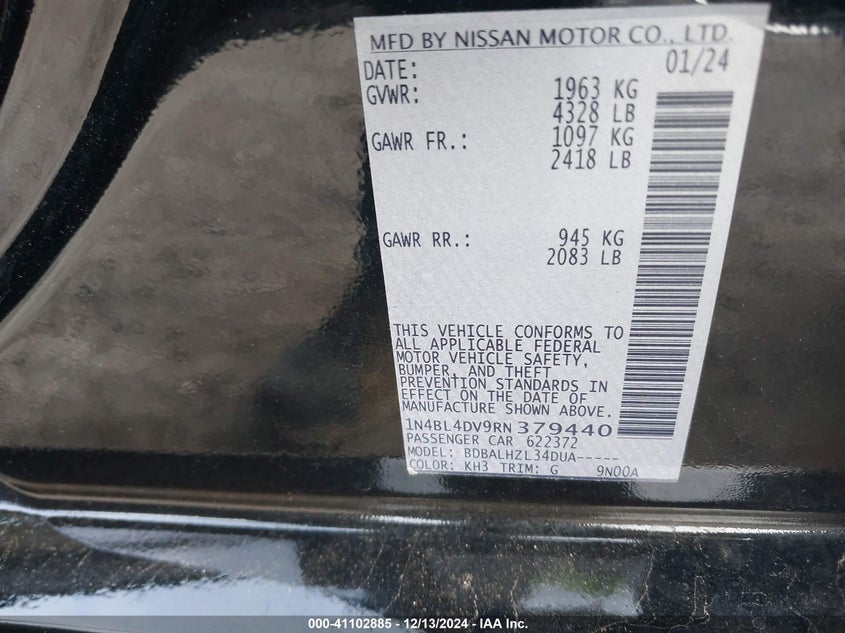 MFD BY NISSAN MOTOR CO., LTD.
DATE: 01/24
GVWR: 1963 KG
4328 LB
GAWR FR.: 1097 KG
2418 LB
GAWR RR.: 945 KG
2083 LB
THIS VEHICLE CONFORMS TO
ALL APPLICABLE FEDERAL
MOTOR VEHICLE SAFETY,
BUMPER, AND THEFT
PREVENTION STANDARDS IN
EFFECT ON THE DATE OF
MANUFACTURE SHOWN ABOVE.
1N4BL4DV9RN 379440
PASSENGER CAR 622372
MODEL: BDBALHZL34DUA-----
COLOR: KH3 TRIM: G 9N00A
000-41102885 - 12/13/2024 - IAA Inc.